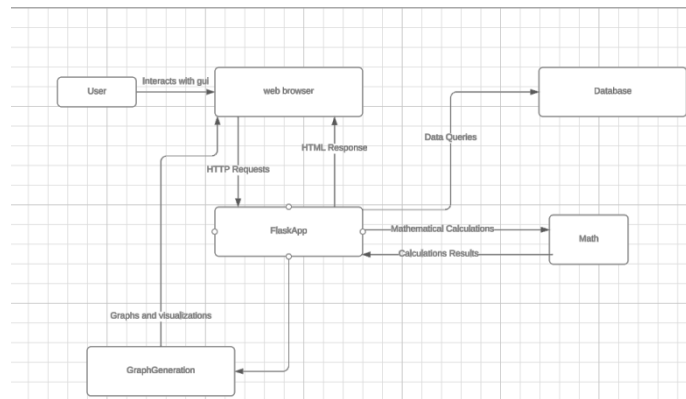 Interacts with gui
User
web browser
Database
Data Queries
HTML Response
HTTP Requests
FlaskApp
Mathematical Calculations
Math
Calculations Results
Graphs and visualizations
GraphGeneration